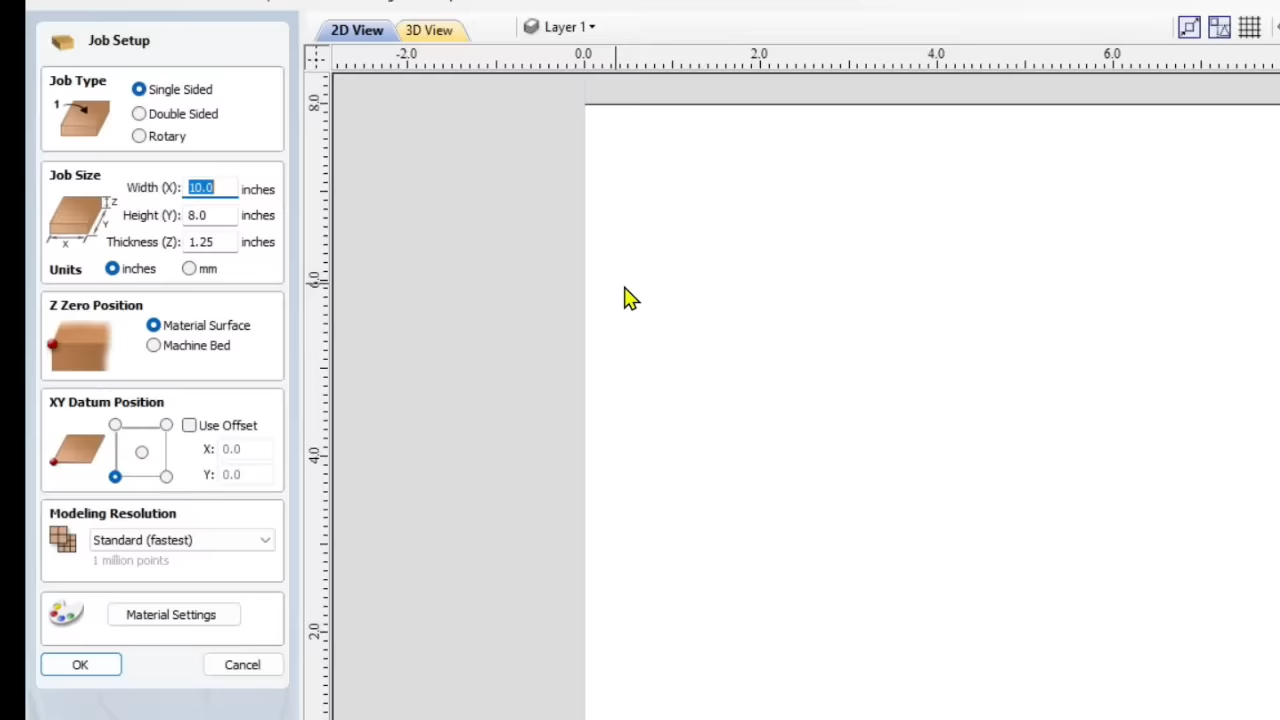 Job Setup
Job Type
1
Single Sided
Double Sided
Rotary
Job Size
Width (X): 10.0 inches
Height (Y): 8.0 inches
Thickness (Z): 1.25 inches
Z
Y
X
Units inches mm
Z Zero Position
Material Surface
Machine Bed
XY Datum Position
Use Offset
X: 0.0
Y: 0.0
Modeling Resolution
Standard (fastest)
1 million points
Material Settings
OK Cancel
2D View 3D View Layer 1
-2.0 0.0 2.0 4.0 6.0
8.0
6.0
4.0
2.0